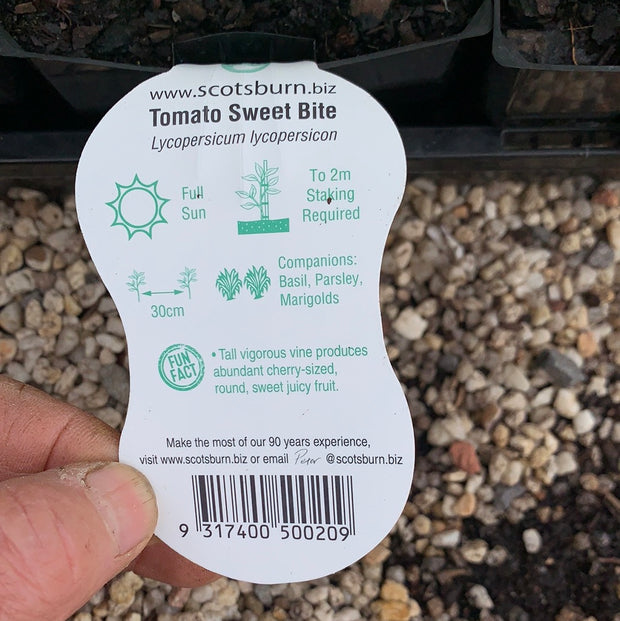 www.scotsburn.biz
Tomato Sweet Bite
Lycopersicum lycopersicon
Full
Sun
To 2m
Staking
Required
30cm
Companions:
Basil, Parsley,
Marigolds
FUN
FACT
• Tall vigorous vine produces
abundant cherry-sized,
round, sweet juicy fruit.
Make the most of our 90 years experience,
visit www.scotsburn.biz or email Peter @scotsburn.biz
9 317400 500209